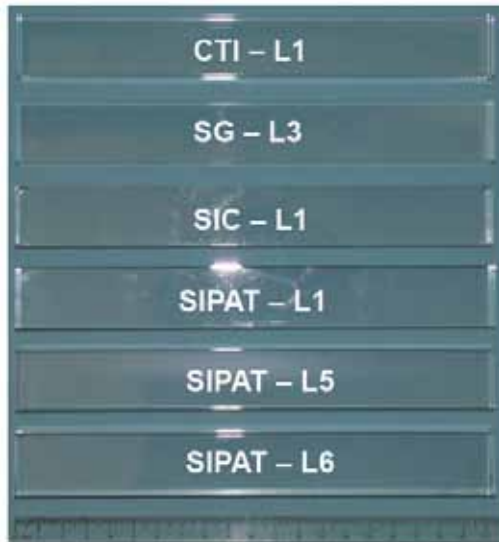 CTI – L1
SG – L3
SIC – L1
SIPAT – L1
SIPAT – L5
SIPAT – L6